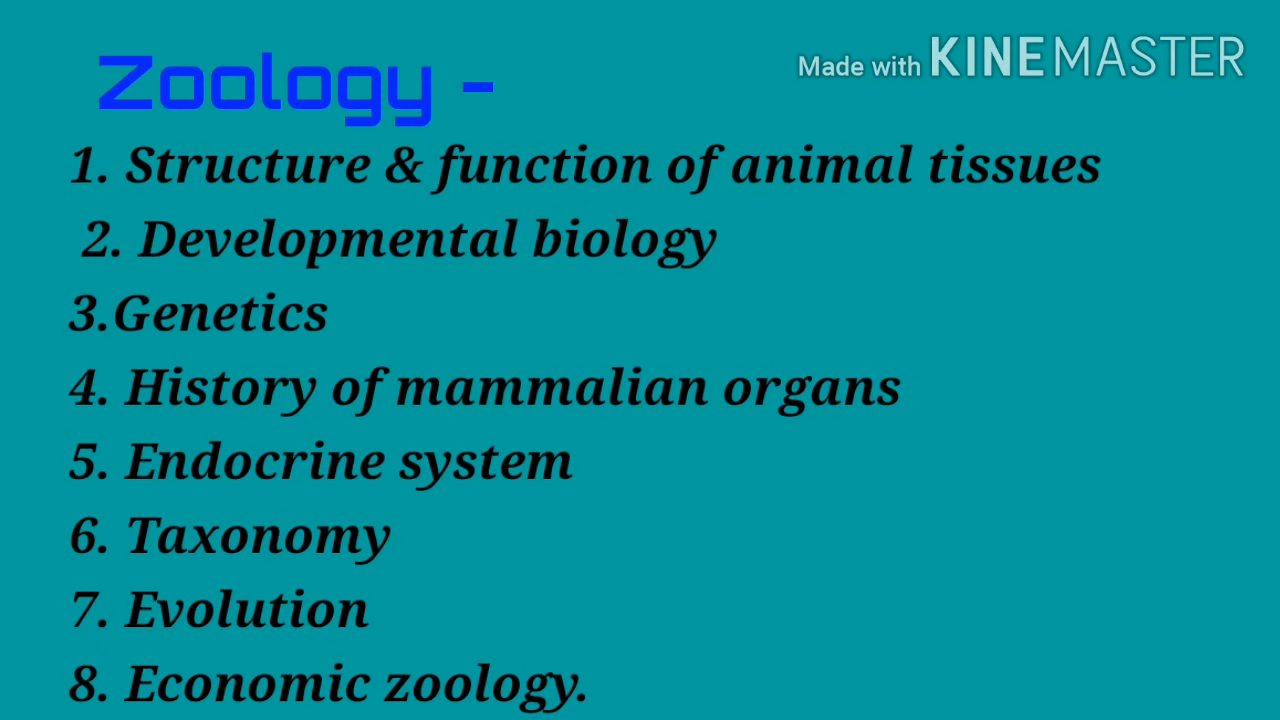 Zoology -
Made with KINEMASTER
1. Structure & function of animal tissues
2. Developmental biology
3.Genetics
4. History of mammalian organs
5. Endocrine system
6. Taxonomy
7. Evolution
8. Economic zoology.